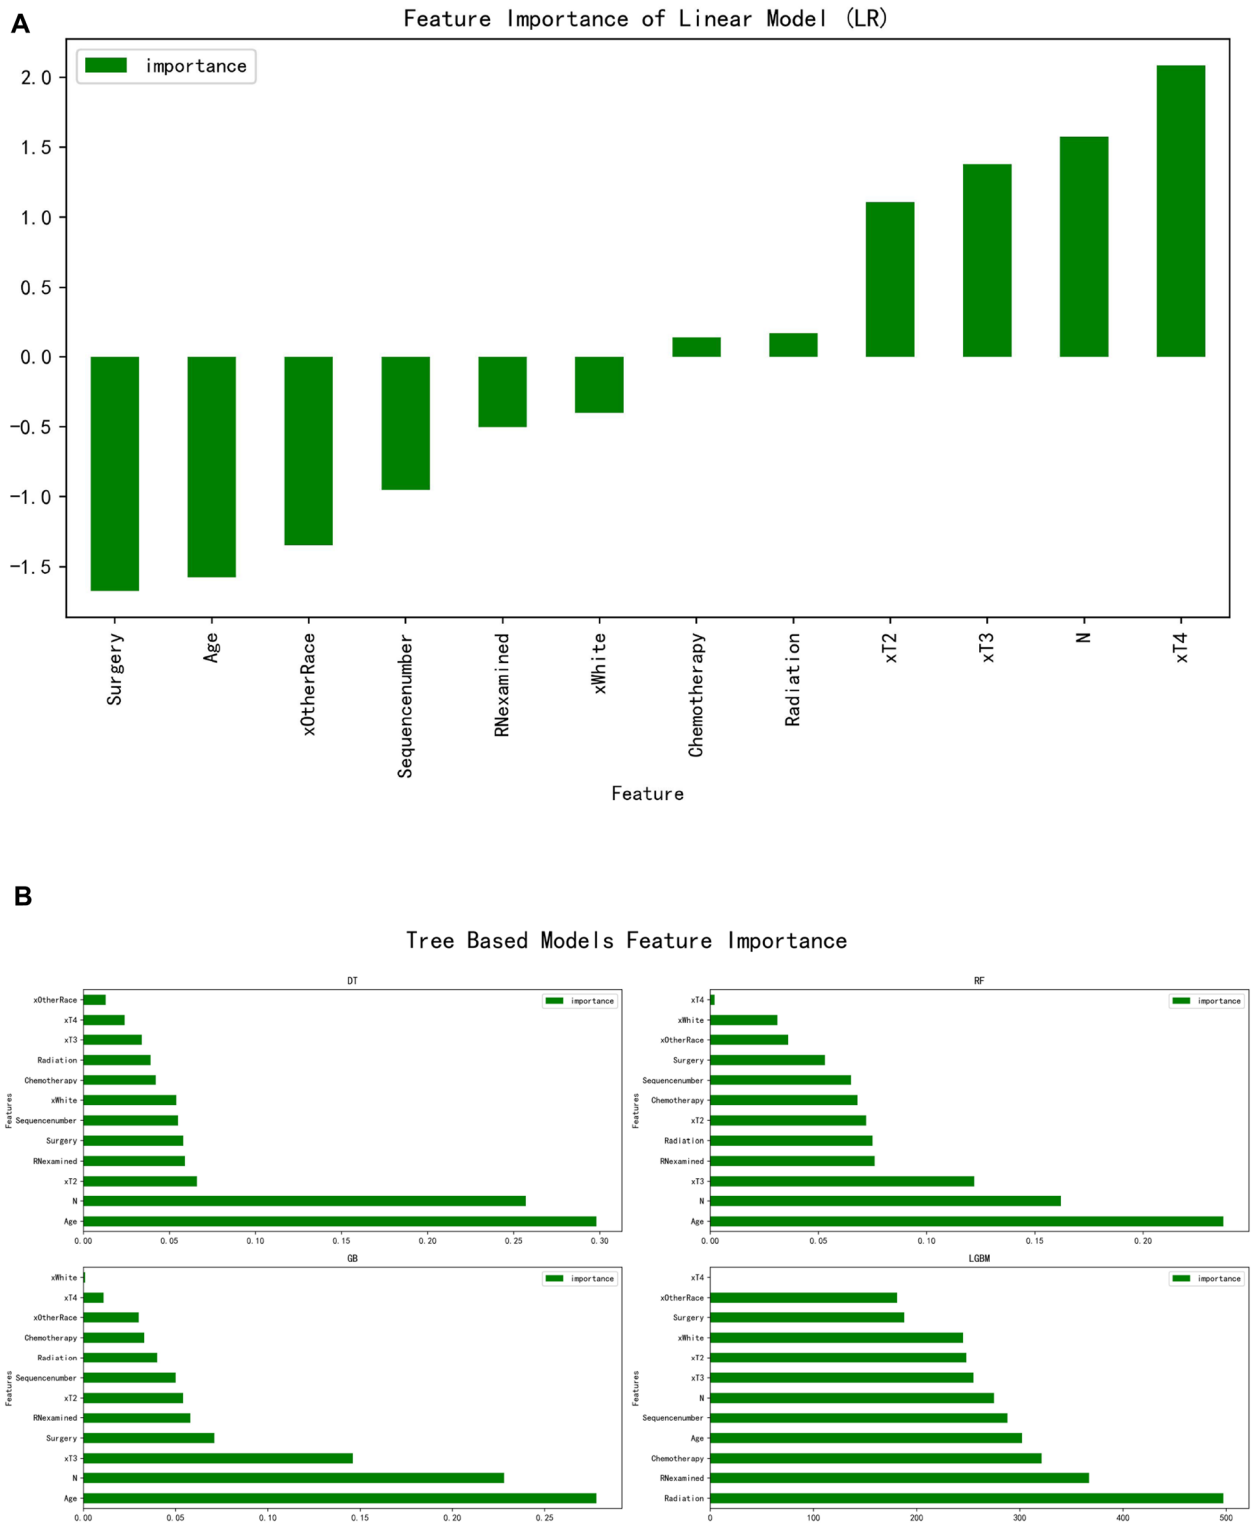 A
Feature Importance of Linear Model (LR)
importance
2.0
1.5
1.0
0.5
0.0
−0.5
−1.0
−1.5
Surgery
Age
xOtherRace
Sequencenumber
RNexamined
xWhite
Chemotherapy
Radiation
xT2
xT3
N
xT4
Feature
B
Tree Based Models Feature Importance
DT
importance
Features
xOtherRace
xT4
xT3
Radiation
Chemotherapy
xWhite
Sequencenumber
Surgery
RNexamined
xT2
N
Age
0.00 0.05 0.10 0.15 0.20 0.25 0.30
RF
importance
Features
xT4
xWhite
xOtherRace
Surgery
Sequencenumber
Chemotherapy
xT2
Radiation
RNexamined
xT3
N
Age
0.00 0.05 0.10 0.15 0.20
GB
importance
Features
xWhite
xT4
xOtherRace
Chemotherapy
Radiation
Sequencenumber
xT2
RNexamined
Surgery
xT3
N
Age
0.00 0.05 0.10 0.15 0.20 0.25
LGBM
importance
Features
xT4
xOtherRace
Surgery
xWhite
xT2
xT3
N
Sequencenumber
Age
Chemotherapy
RNexamined
Radiation
0 100 200 300 400 500